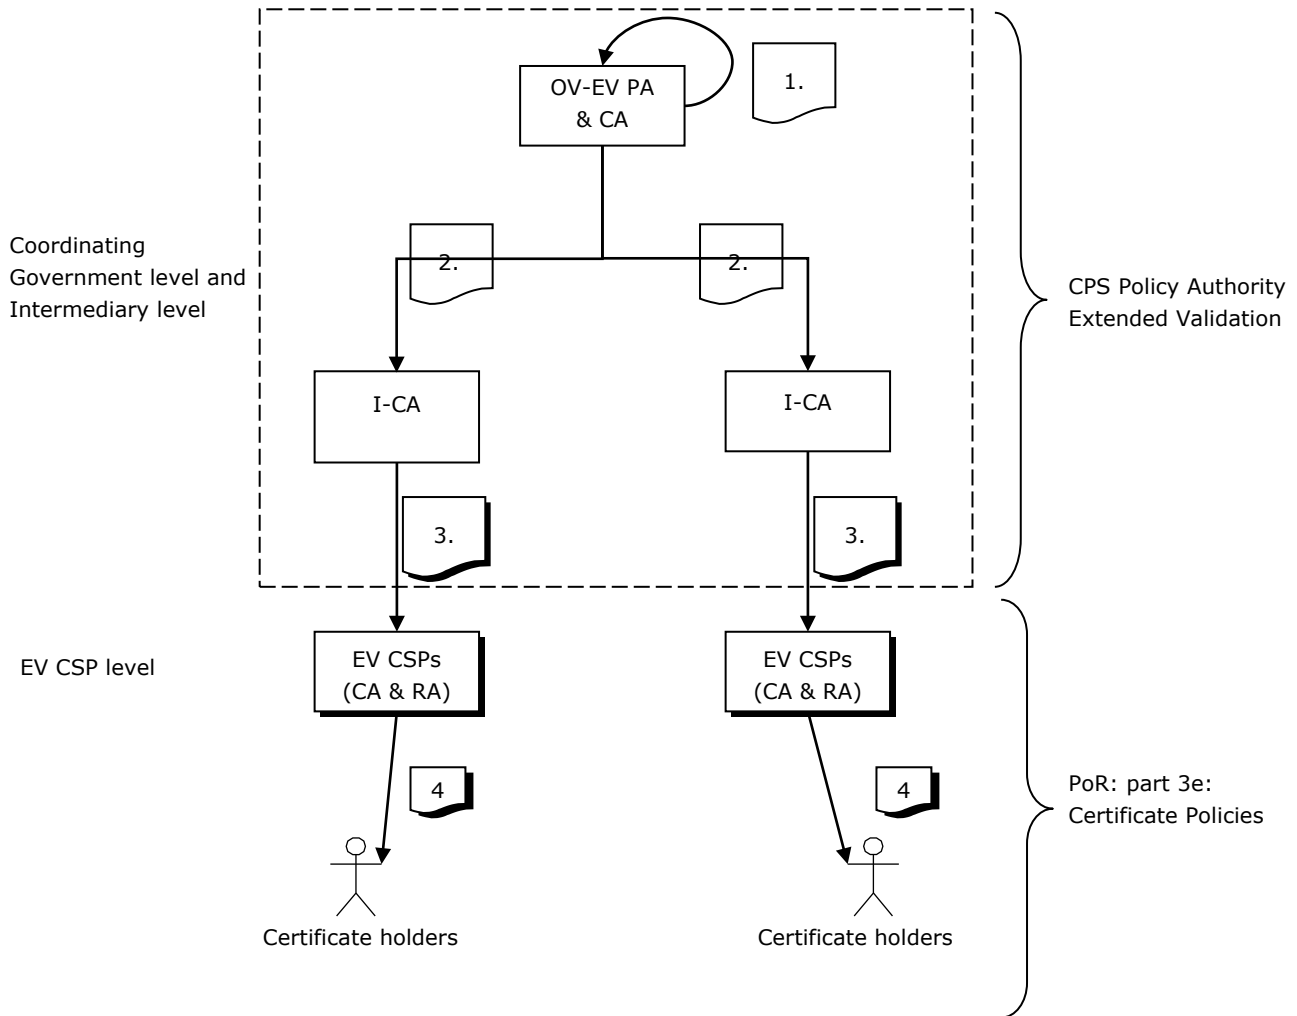 OV-EV PA
& CA
1.
Coordinating
Government level and
Intermediary level
2.
2.
CPS Policy Authority
Extended Validation
I-CA
I-CA
3.
3.
EV CSP level
EV CSPs
(CA & RA)
EV CSPs
(CA & RA)
4
4
PoR: part 3e:
Certificate Policies
Certificate holders
Certificate holders